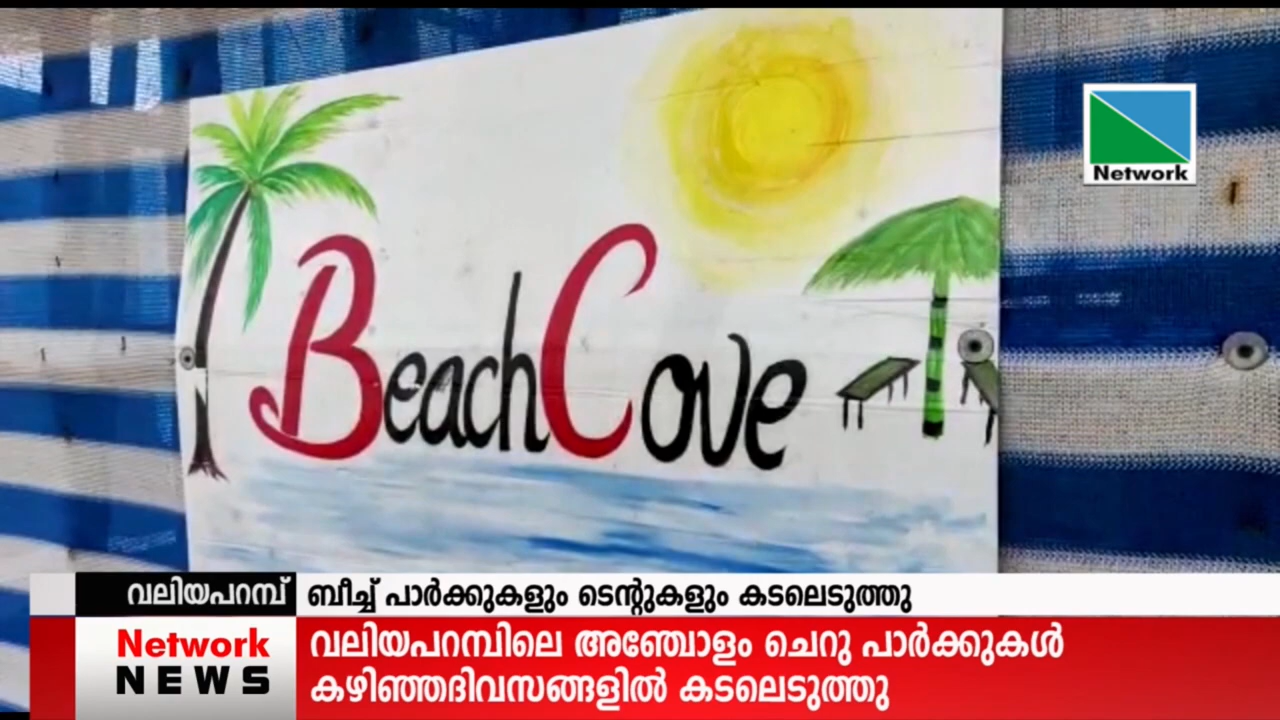 Network
BeachCove
വലിയപറമ്പ്
ബീച്ച് പാർക്കുകളും ടെന്റുകളും കടലെടുത്തു
Network
NEWS
വലിയപറമ്പിലെ അഞ്ചോളം ചെറു പാർക്കുകൾ
കഴിഞ്ഞദിവസങ്ങളിൽ കടലെടുത്തു